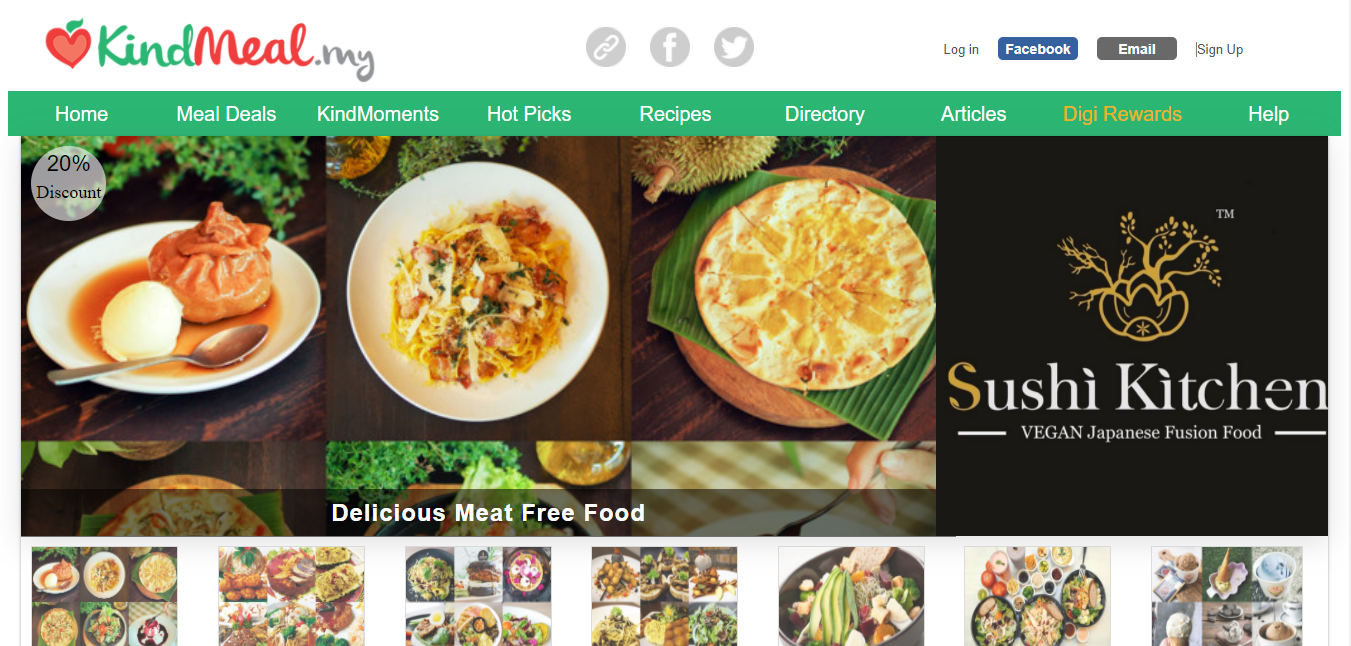 KindMeal.my
Log in Facebook Email |Sign Up
Home Meal Deals KindMoments Hot Picks Recipes Directory Articles Digi Rewards Help
20%
Discount
TM
Sushi Kitchen
VEGAN Japanese Fusion Food
Delicious Meat Free Food